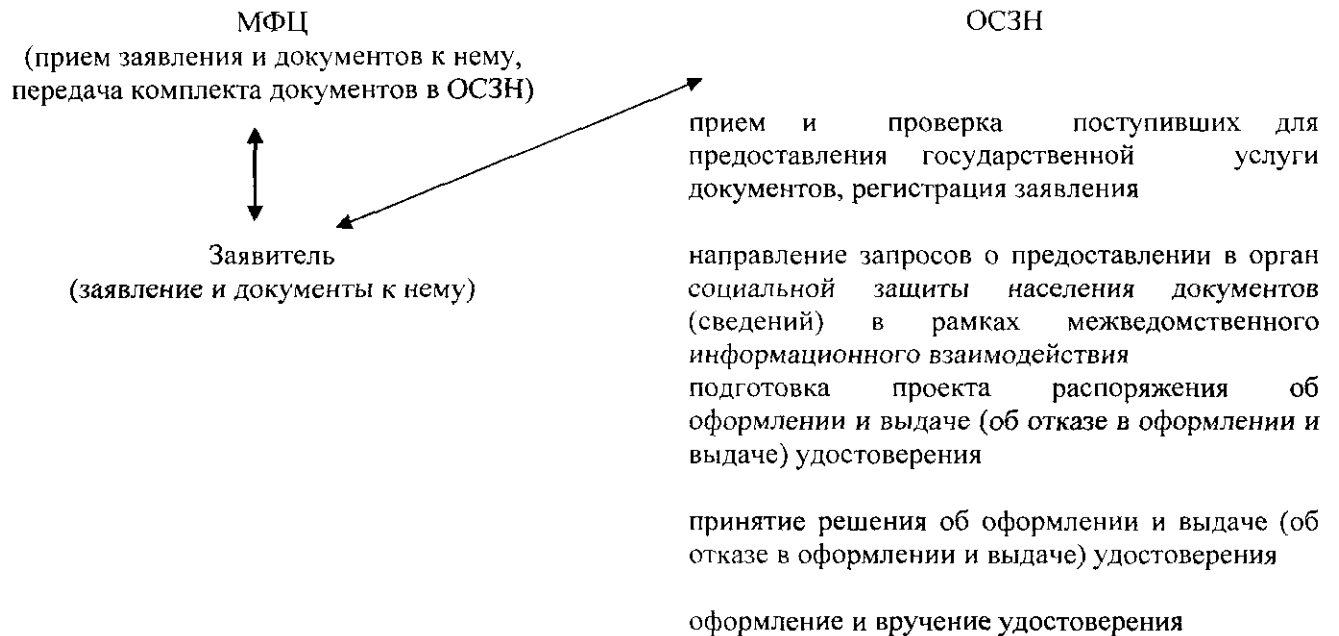 МФЦ
(прием заявления и документов к нему,
передача комплекта документов в ОСЗН)
Заявитель
(заявление и документы к нему)
ОСЗН
прием и проверка поступивших для
предоставления государственной услуги
документов, регистрация заявления
направление запросов о предоставлении в орган
социальной защиты населения документов
(сведений) в рамках межведомственного
информационного взаимодействия
подготовка проекта распоряжения об
оформлении и выдаче (об отказе в оформлении и
выдаче) удостоверения
принятие решения об оформлении и выдаче (об
отказе в оформлении и выдаче) удостоверения
оформление и вручение удостоверения